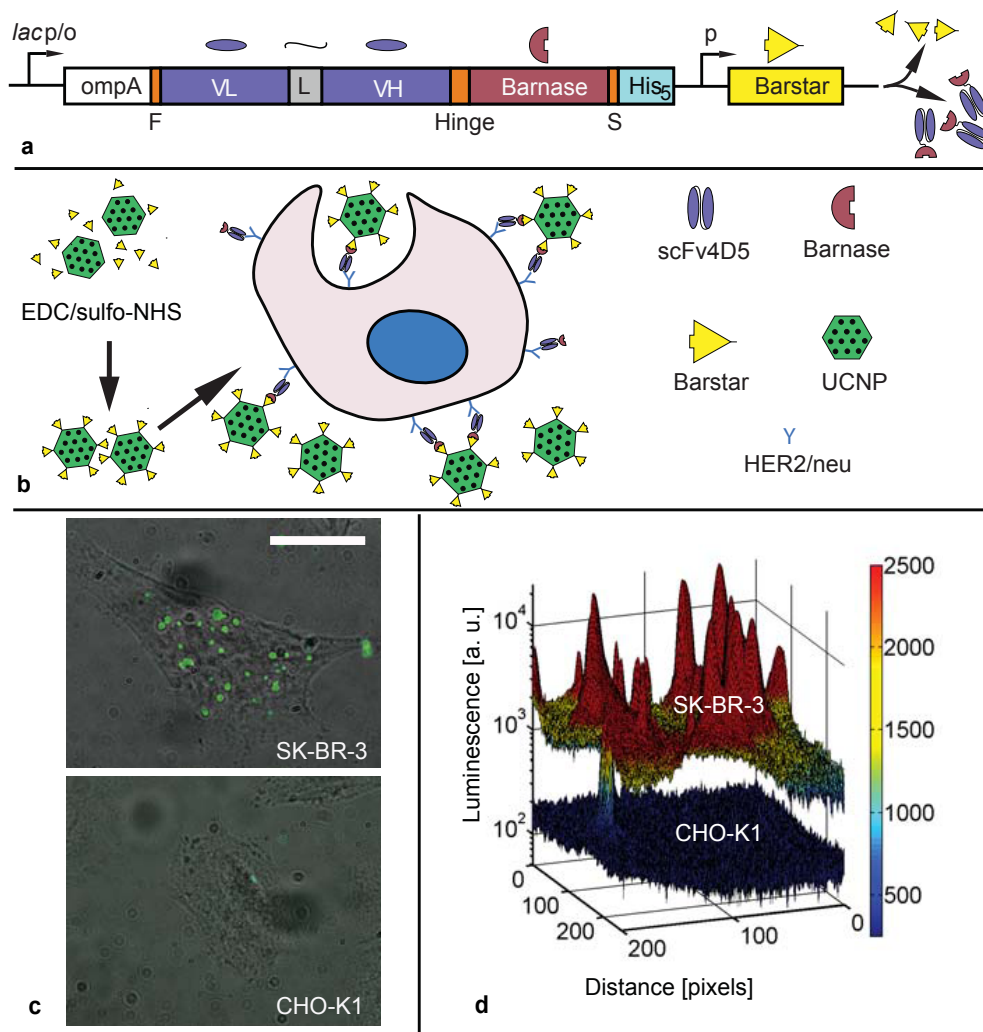 lacp/o
p
ompA
VL
L
VH
Barnase
His5
Barstar
F
Hinge
S
a
EDC/sulfo-NHS
scFv4D5
Barnase
Barstar
UCNP
HER2/neu
b
SK-BR-3
CHO-K1
c
Luminescence [a. u.]
10^4
10^3
10^2
SK-BR-3
CHO-K1
0
100
200
200
100
0
Distance [pixels]
2500
2000
1500
1000
500
d